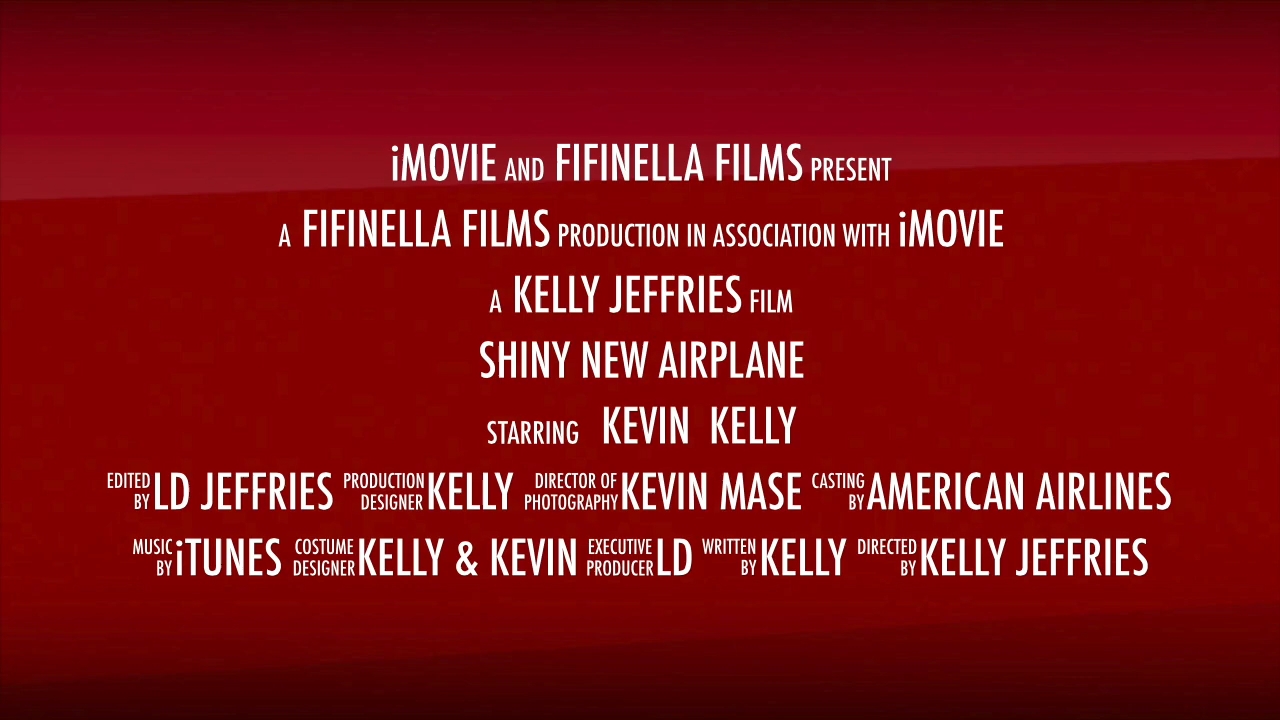 iMOVIE AND FIFINELLA FILMS PRESENT
A FIFINELLA FILMS PRODUCTION IN ASSOCIATION WITH iMOVIE
A KELLY JEFFRIES FILM
SHINY NEW AIRPLANE
STARRING KEVIN KELLY
EDITED BY LD JEFFRIES PRODUCTION DESIGNER KELLY DIRECTOR OF PHOTOGRAPHY KEVIN MASE CASTING BY AMERICAN AIRLINES
MUSIC BY iTUNES COSTUME DESIGNER KELLY & KEVIN EXECUTIVE PRODUCER LD WRITTEN BY KELLY DIRECTED BY KELLY JEFFRIES